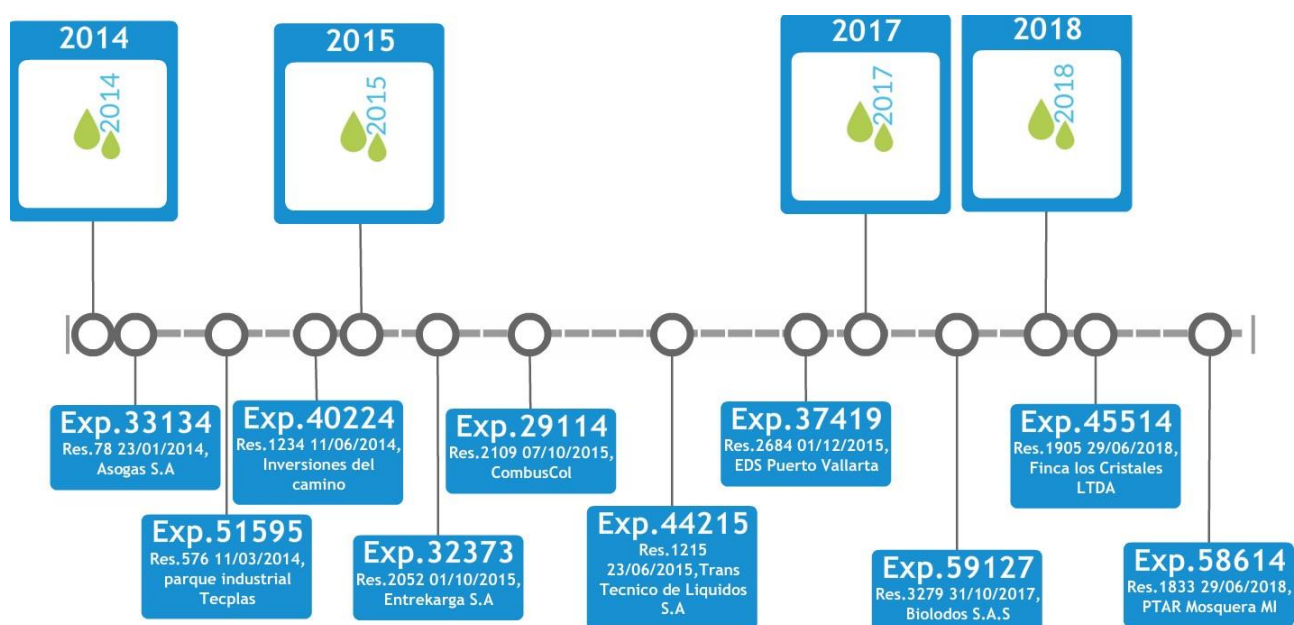 2014
2014
2015
2015
2017
2017
2018
2018
Exp.33134
Res.78 23/01/2014,
Asogas S.A
Exp.51595
Res.576 11/03/2014,
parque industrial
Tecplas
Exp.40224
Res.1234 11/06/2014,
Inversiones del
camino
Exp.32373
Res.2052 01/10/2015,
Entrekarga S.A
Exp.29114
Res.2109 07/10/2015,
CombusCol
Exp.44215
Res.1215
23/06/2015,Trans
Tecnico de Liquidos
S.A
Exp.37419
Res.2684 01/12/2015,
EDS Puerto Vallarta
Exp.59127
Res.3279 31/10/2017,
Biolodos S.A.S
Exp.45514
Res.1905 29/06/2018,
Finca los Cristales
LTDA
Exp.58614
Res.1833 29/06/2018,
PTAR Mosquera MI